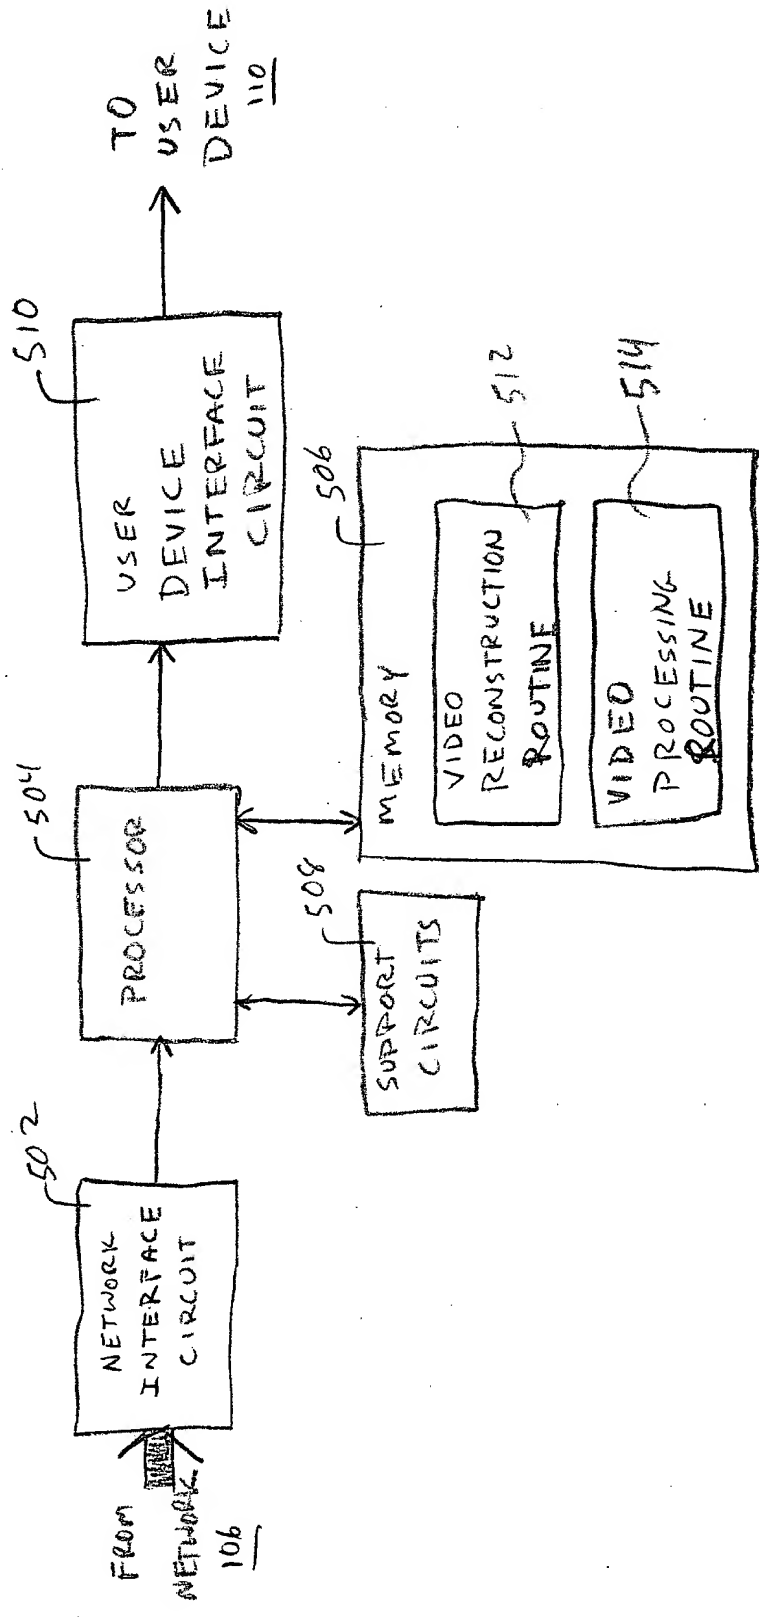 FROM
NETWORK
106
502
NETWORK
INTERFACE
CIRCUIT
504
PROCESSOR
510
USER
DEVICE
INTERFACE
CIRCUIT
TO
USER
DEVICE
110
508
SUPPORT
CIRCUITS
506
MEMORY
VIDEO
RECONSTRUCTION
ROUTINE
512
VIDEO
PROCESSING
ROUTINE
514